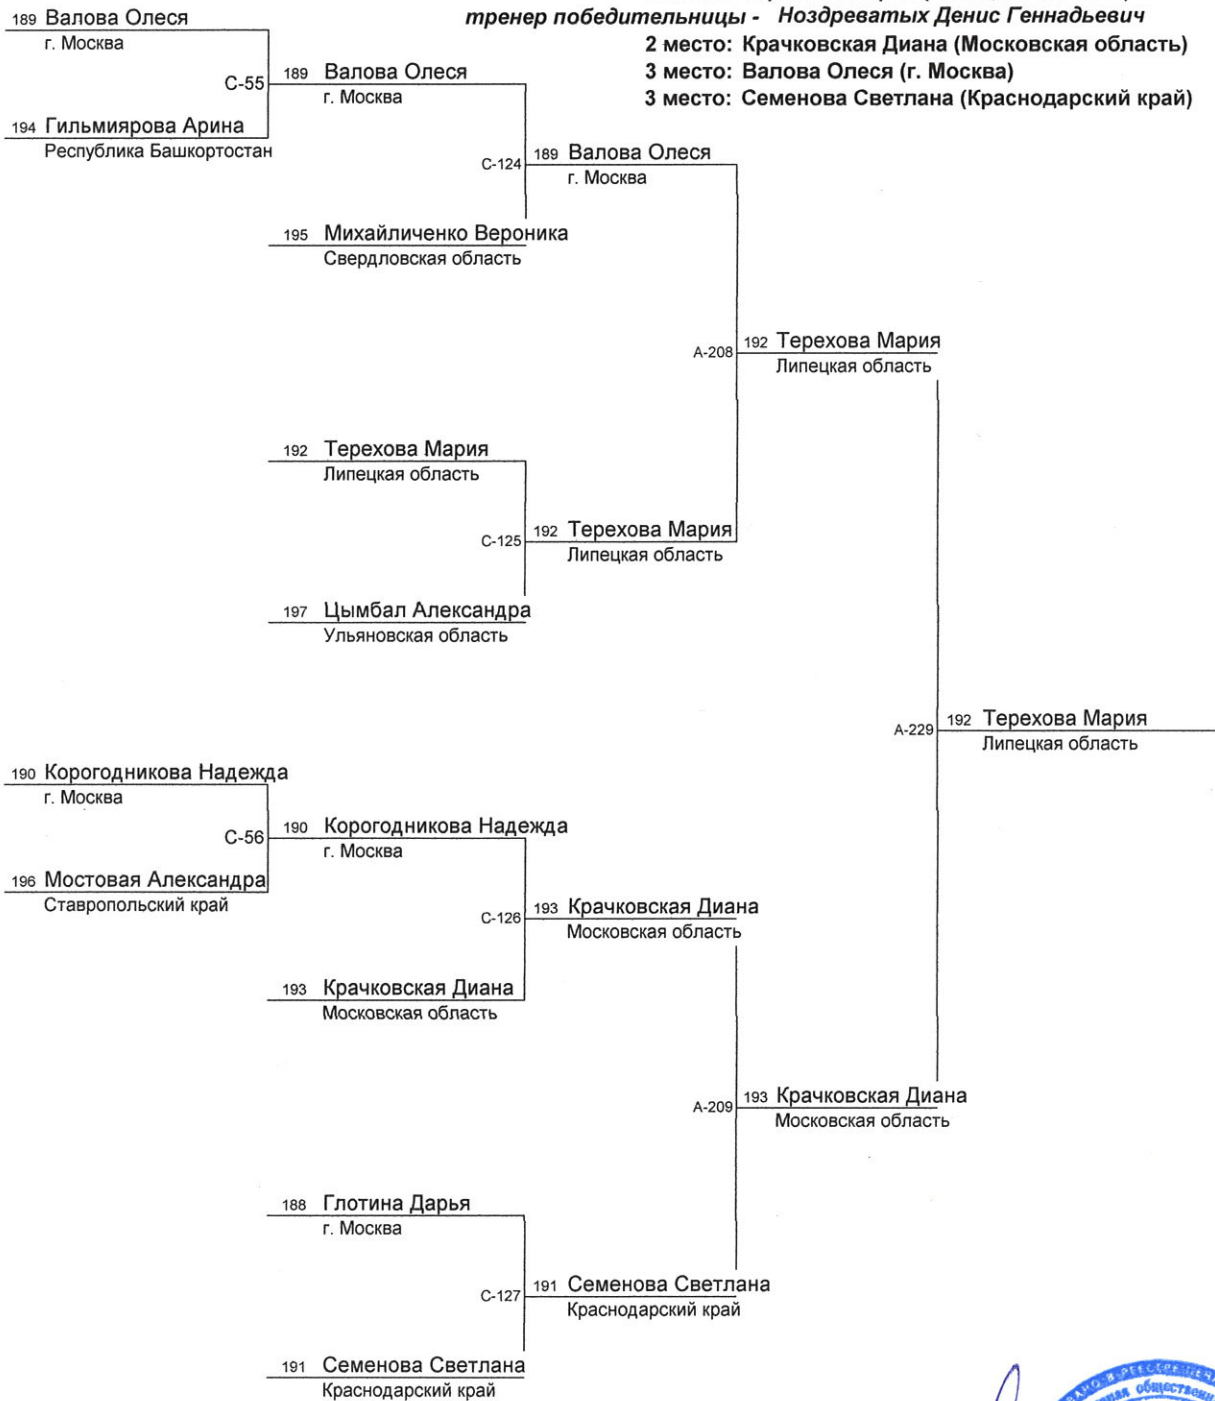 тренер победительницы - Ноздреватых Денис Геннадьевич
2 место: Крачковская Диана (Московская область)
3 место: Валова Олеся (г. Москва)
3 место: Семенова Светлана (Краснодарский край)
189 Валова Олеся
г. Москва
C-55
189 Валова Олеся
г. Москва
194 Гильмиярова Арина
Республика Башкортостан
C-124
189 Валова Олеся
г. Москва
195 Михайличенко Вероника
Свердловская область
A-208
192 Терехова Мария
Липецкая область
192 Терехова Мария
Липецкая область
C-125
192 Терехова Мария
Липецкая область
197 Цымбал Александра
Ульяновская область
A-229
192 Терехова Мария
Липецкая область
190 Корогодникова Надежда
г. Москва
C-56
190 Корогодникова Надежда
г. Москва
196 Мостовая Александра
Ставропольский край
C-126
193 Крачковская Диана
Московская область
193 Крачковская Диана
Московская область
A-209
193 Крачковская Диана
Московская область
188 Глотина Дарья
г. Москва
C-127
191 Семенова Светлана
Краснодарский край
191 Семенова Светлана
Краснодарский край